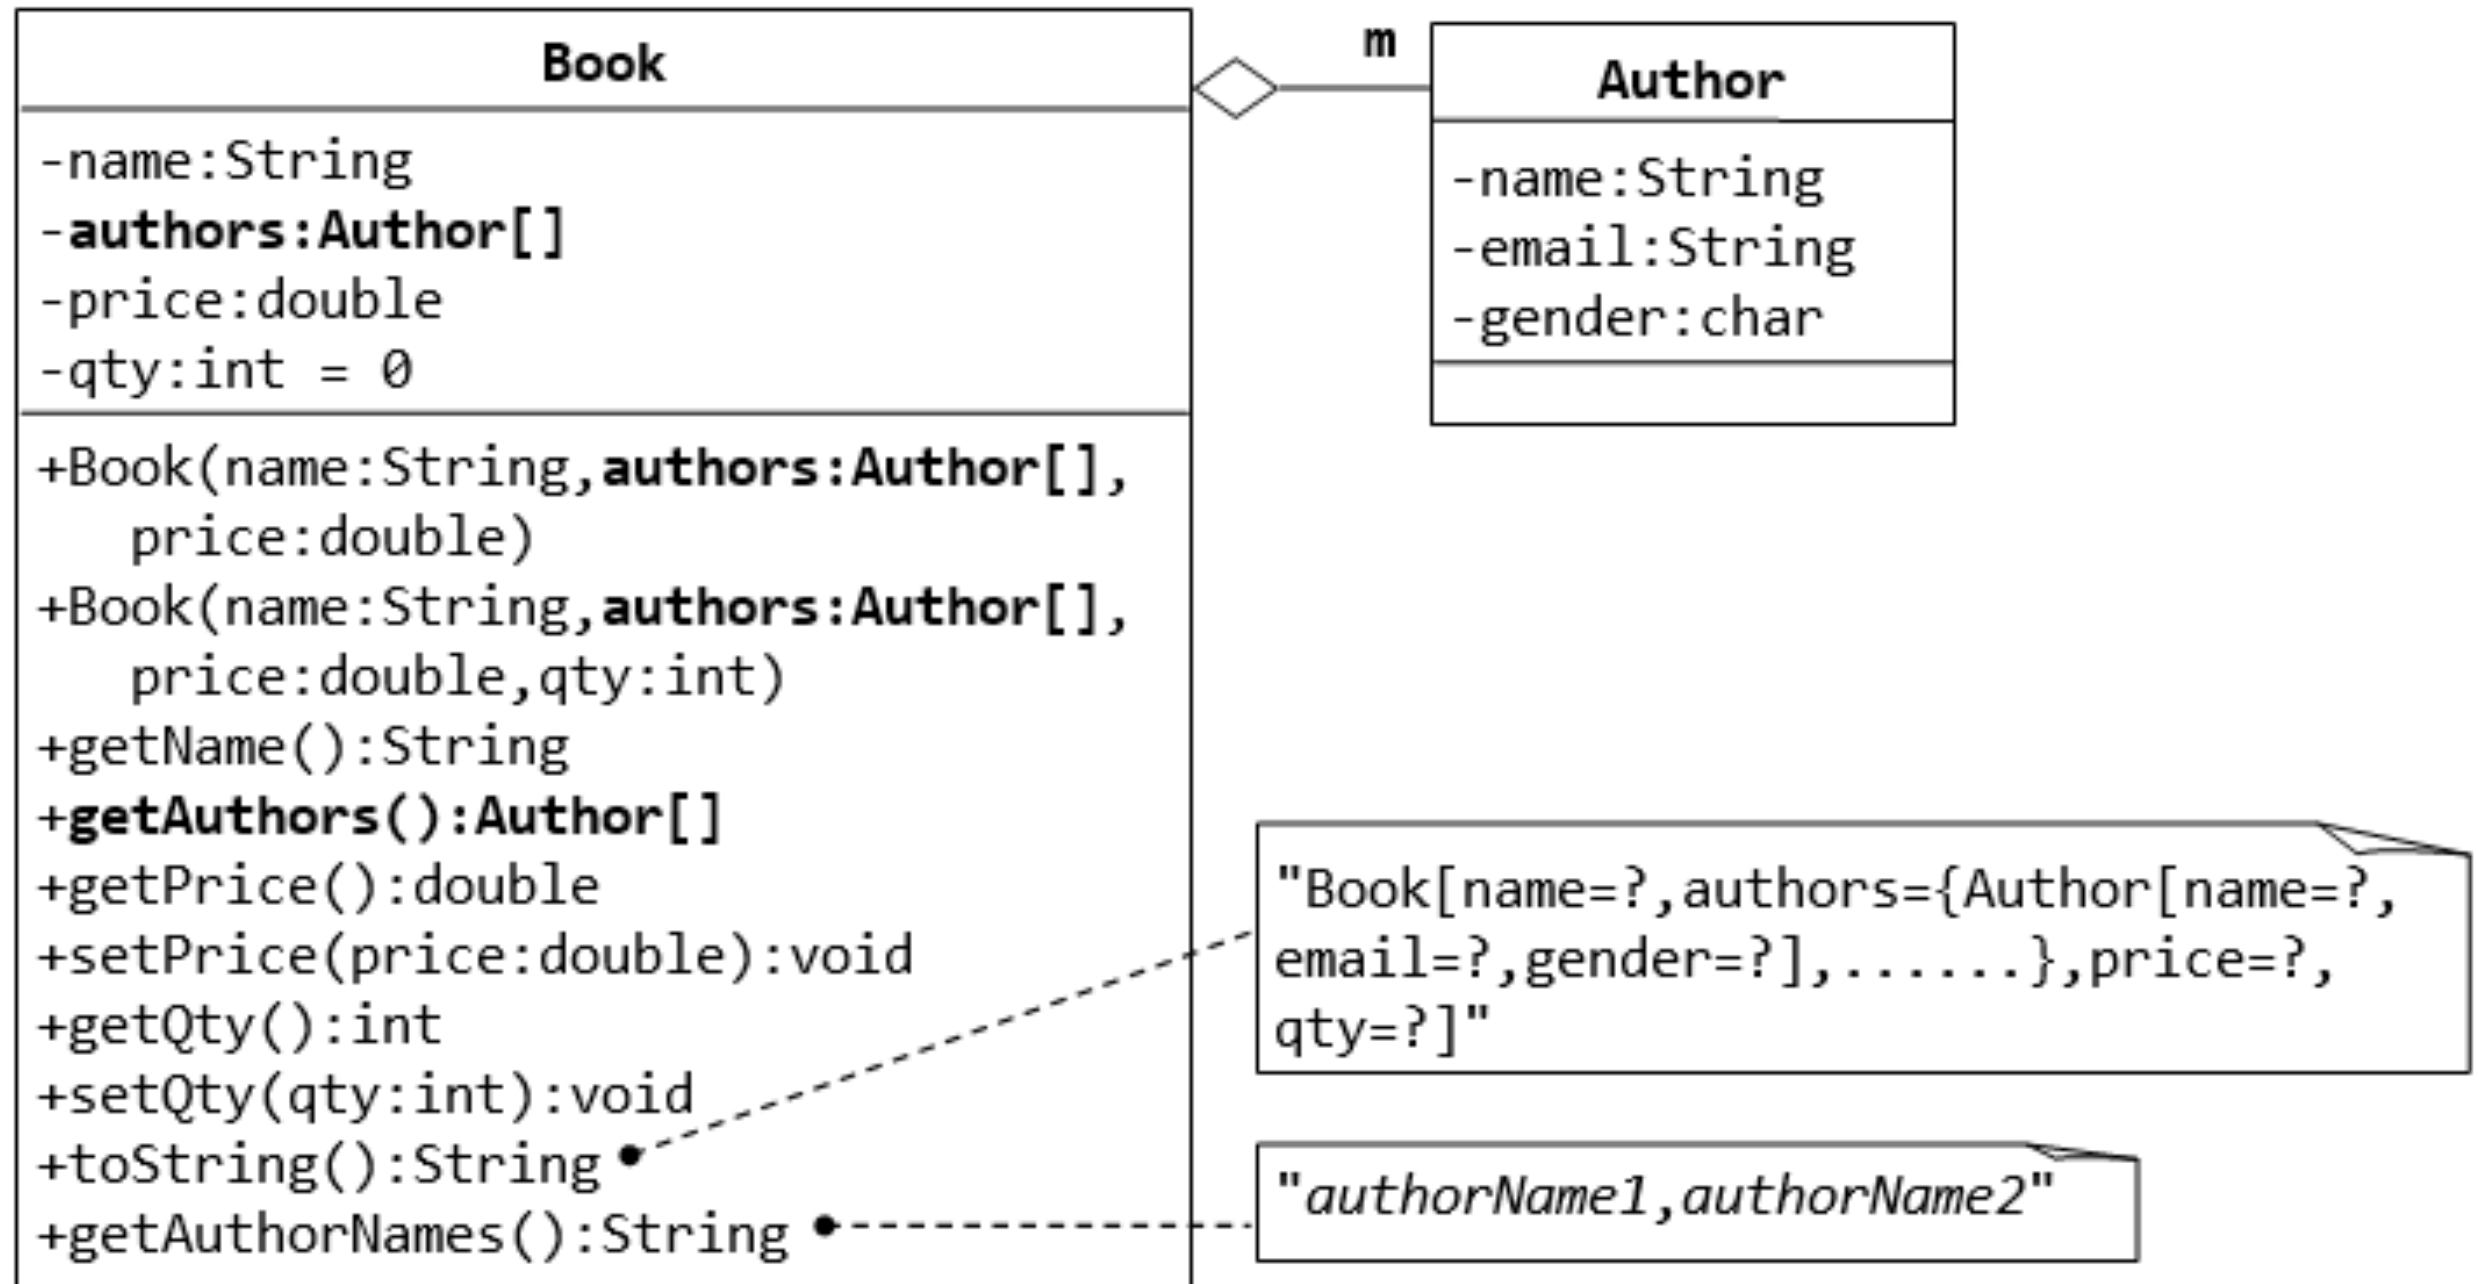 Book
-name:String
-authors:Author[]
-price:double
-qty:int = 0
+Book(name:String,authors:Author[],
price:double)
+Book(name:String,authors:Author[],
price:double,qty:int)
+getName():String
+getAuthors():Author[]
+getPrice():double
+setPrice(price:double):void
+getQty():int
+setQty(qty:int):void
+toString():String
+getAuthorNames():String
m
Author
-name:String
-email:String
-gender:char
"Book[name=?,authors={Author[name=?,
email=?,gender=?],......},price=?,
qty=?]"
"authorName1,authorName2"